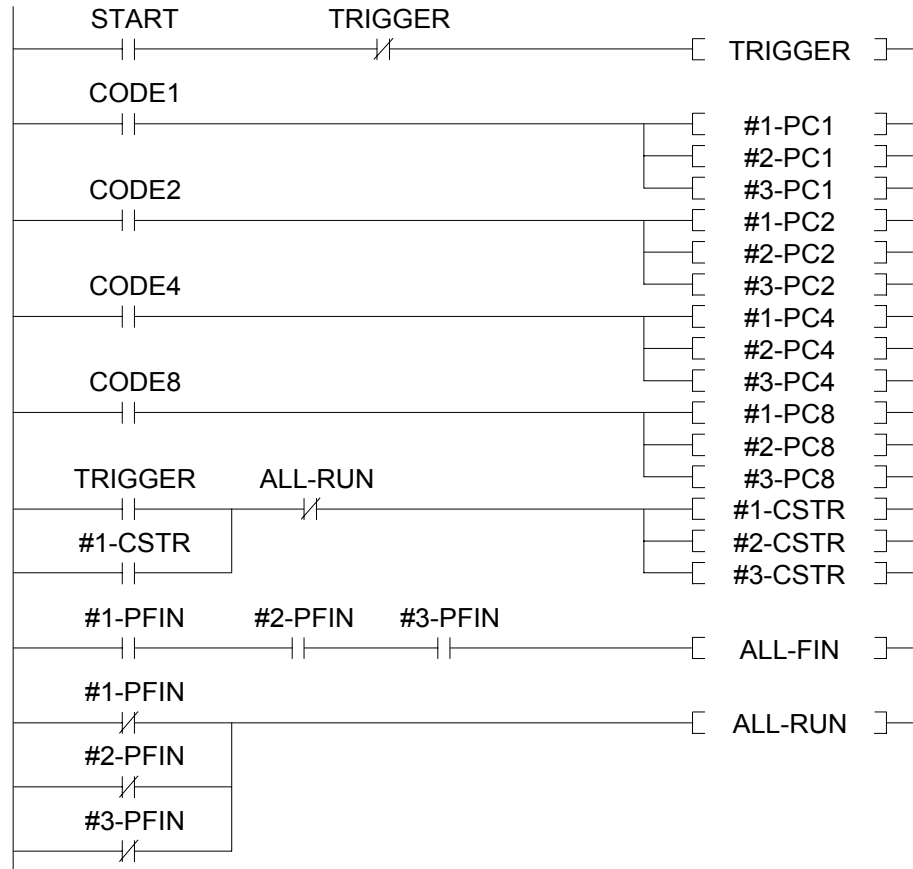 START TRIGGER
TRIGGER
CODE1
#1-PC1
#2-PC1
CODE2 #3-PC1
#1-PC2
#2-PC2
CODE4 #3-PC2
#1-PC4
#2-PC4
CODE8 #3-PC4
#1-PC8
#2-PC8
TRIGGER ALL-RUN #3-PC8
#1-CSTR
#1-CSTR #2-CSTR
#3-CSTR
#1-PFIN #2-PFIN #3-PFIN
ALL-FIN
#1-PFIN
ALL-RUN
#2-PFIN
#3-PFIN